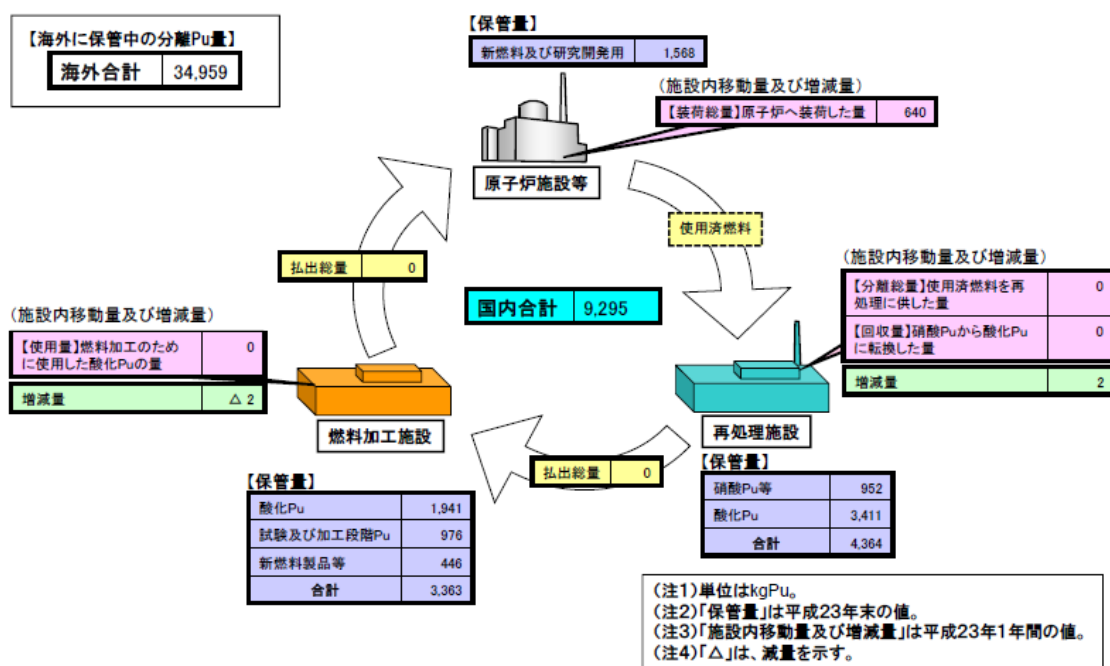 【海外に保管中の分離Pu量】
海外合計 34,959
【保管量】
新燃料及び研究開発用 1,568
(施設内移動量及び増減量)
【装荷総量】原子炉へ装荷した量 640
原子炉施設等
使用済燃料
払出総量 0
(施設内移動量及び増減量)
【分離総量】使用済燃料を再 0
処理に供した量
【回収量】硝酸Puから酸化Pu 0
に転換した量
増減量 2
国内合計 9,295
(施設内移動量及び増減量)
【使用量】燃料加工のため 0
に使用した酸化Puの量
増減量 △ 2
燃料加工施設
再処理施設
払出総量 0
【保管量】
硝酸Pu等 952
酸化Pu 3,411
合計 4,364
【保管量】
酸化Pu 1,941
試験及び加工段階Pu 976
新燃料製品等 446
合計 3,363
(注1)単位はkgPu。
(注2)「保管量」は平成23年末の値。
(注3)「施設内移動量及び増減量」は平成23年1年間の値。
(注4)「△」は、減量を示す。